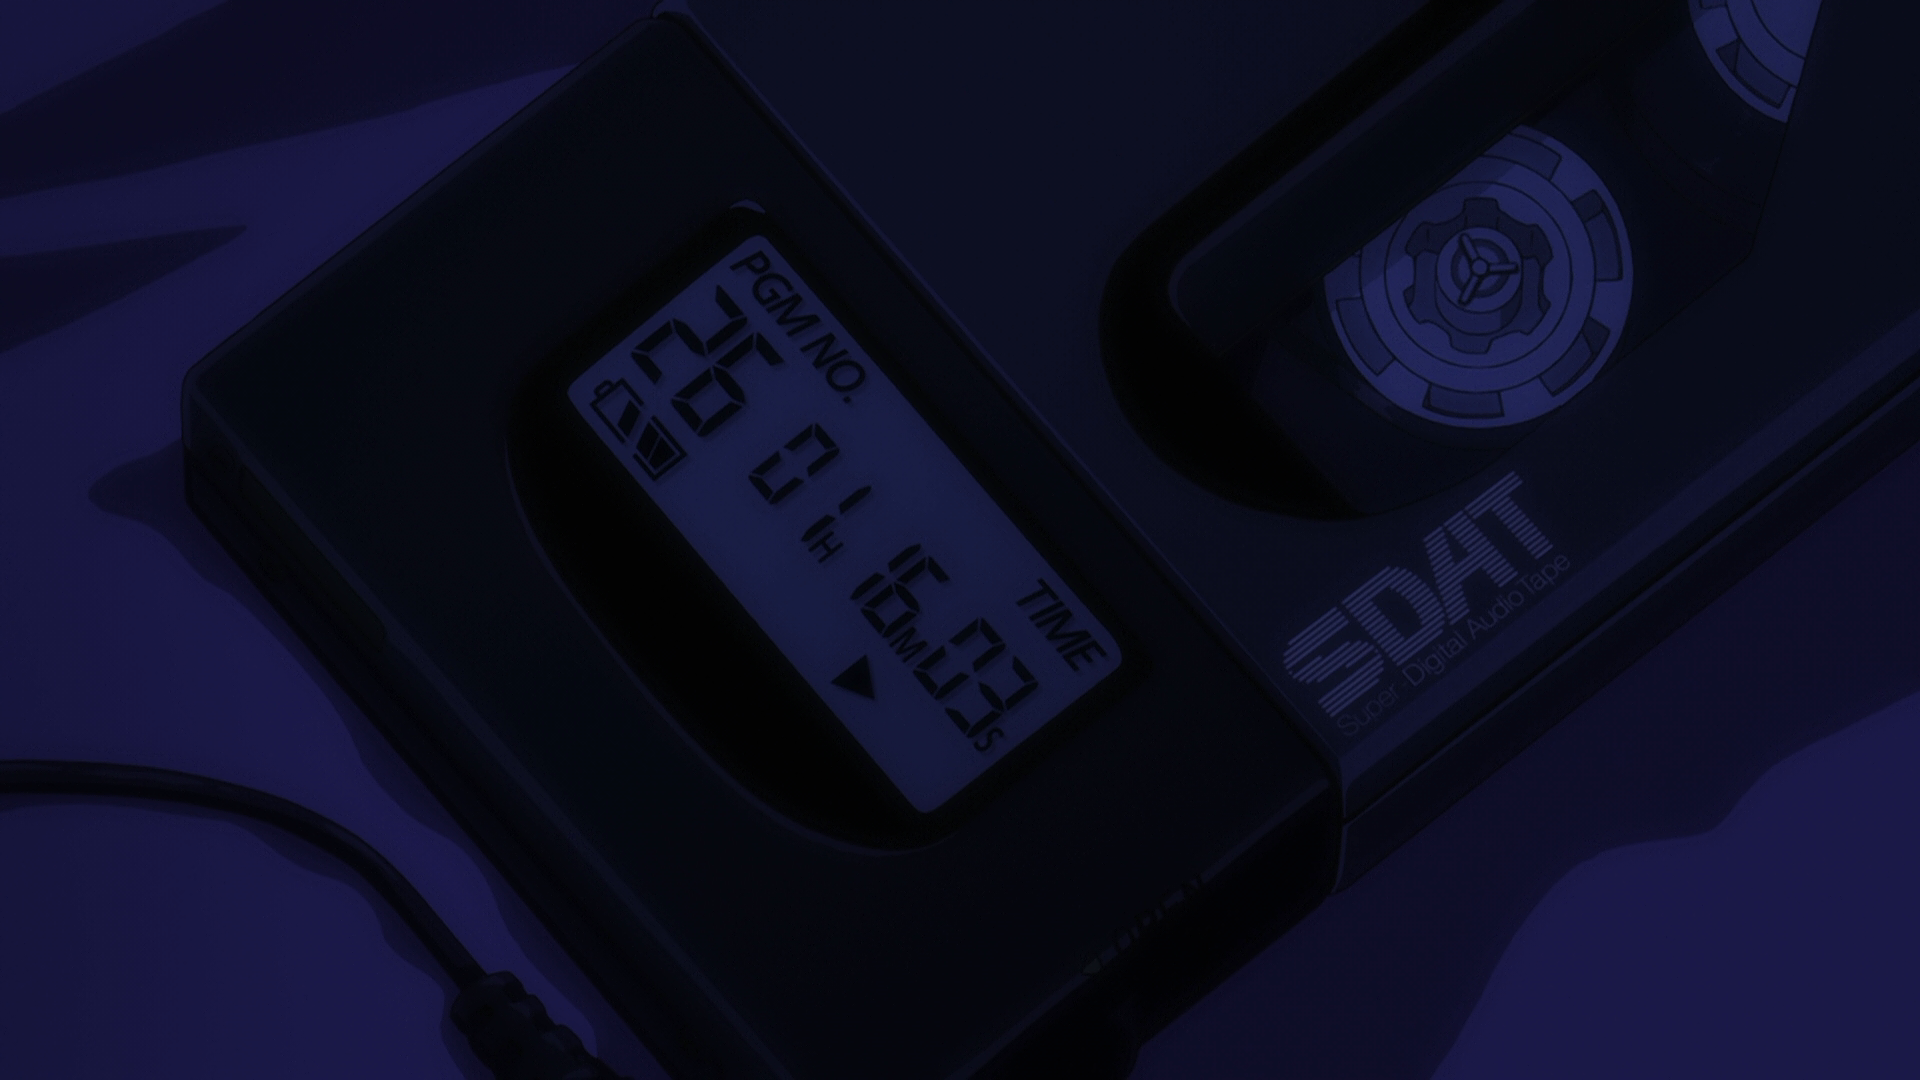 PGM NO.
26
01H 16M 03S
TIME
SDAT
Super Digital Audio Tape